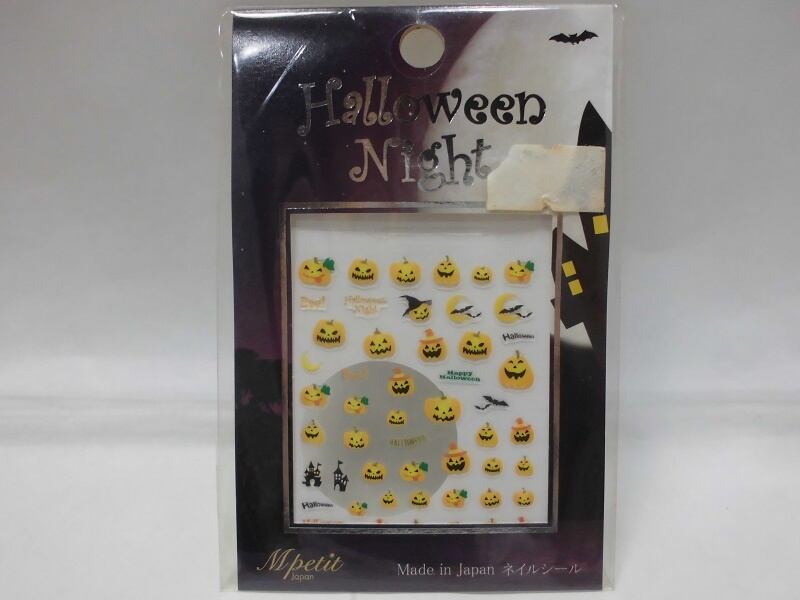 Halloween
Night
Boo!
Halloween
Night
Halloween
Happy
Halloween
HALLOWEEN
Halloween
M petit
Japan
Made in Japan ネイルシール